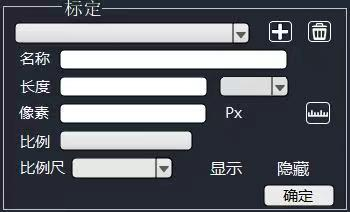 标定
名称
长度
像素 Px
比例
比例尺 显示 隐藏
确定